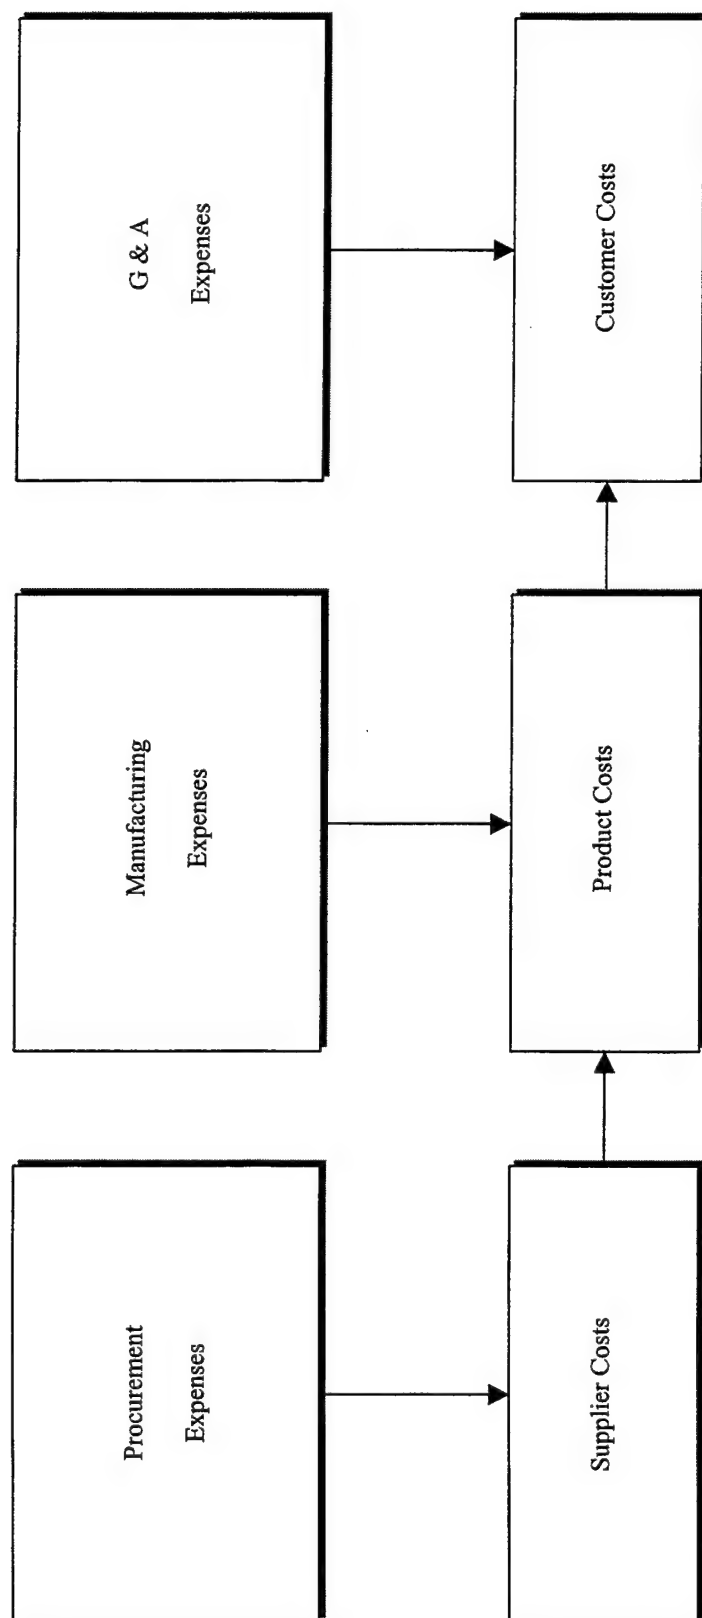 Procurement
Expenses
Manufacturing
Expenses
G & A
Expenses
Supplier Costs
Product Costs
Customer Costs